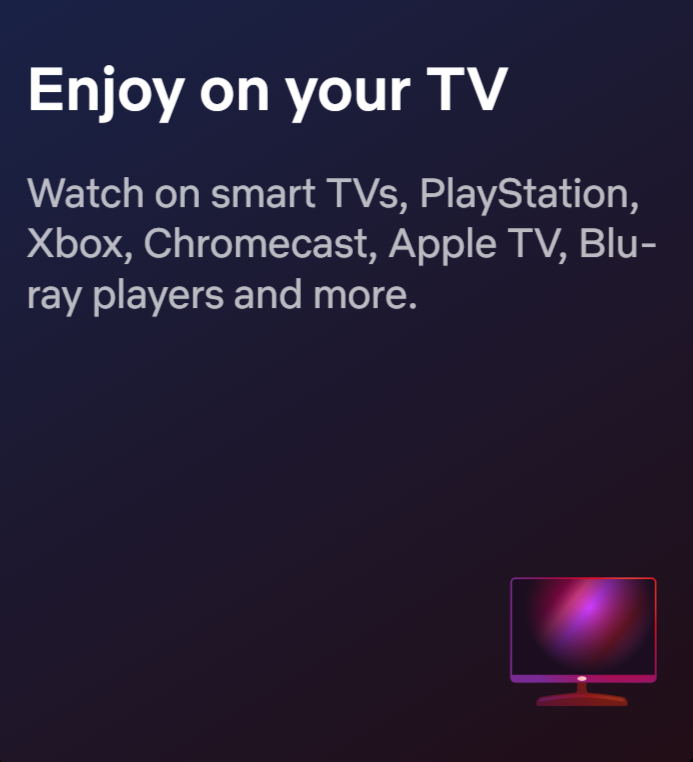 Enjoy on your TV
Watch on smart TVs, PlayStation,
Xbox, Chromecast, Apple TV, Blu-
ray players and more.